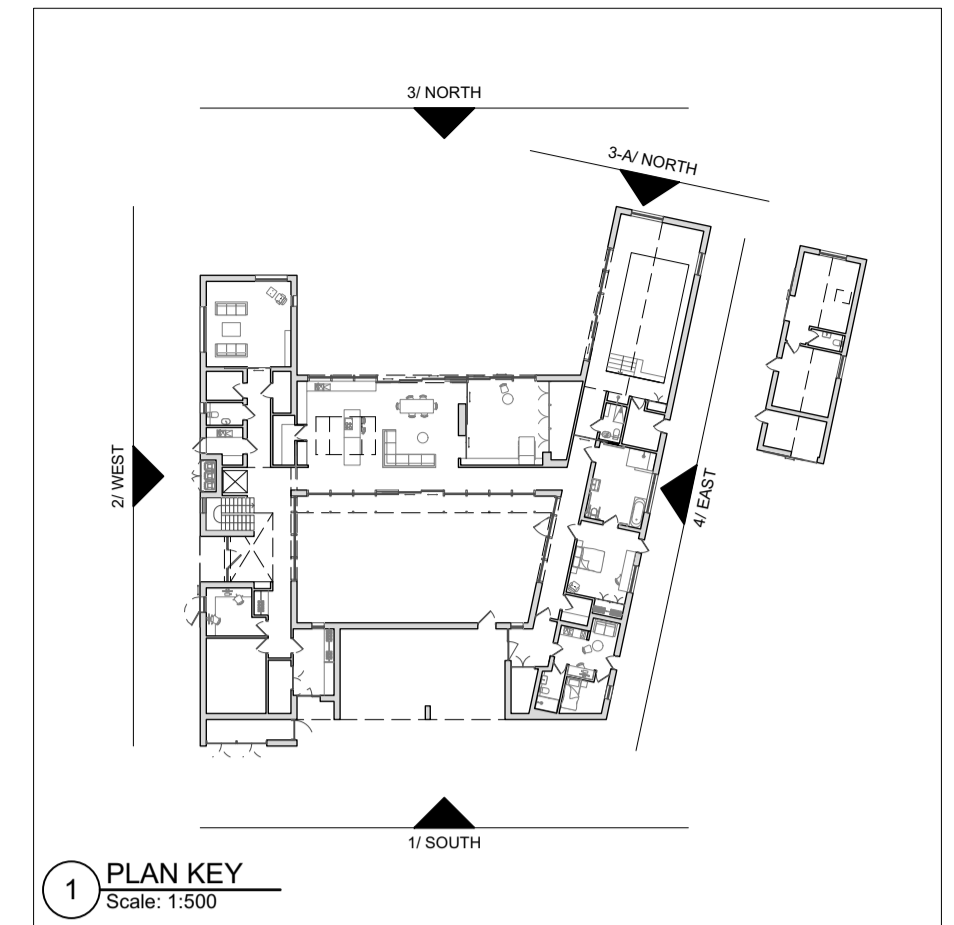 3/ NORTH
3-A/ NORTH
2/ WEST
4/ EAST
1/ SOUTH
1
PLAN KEY
Scale: 1:500